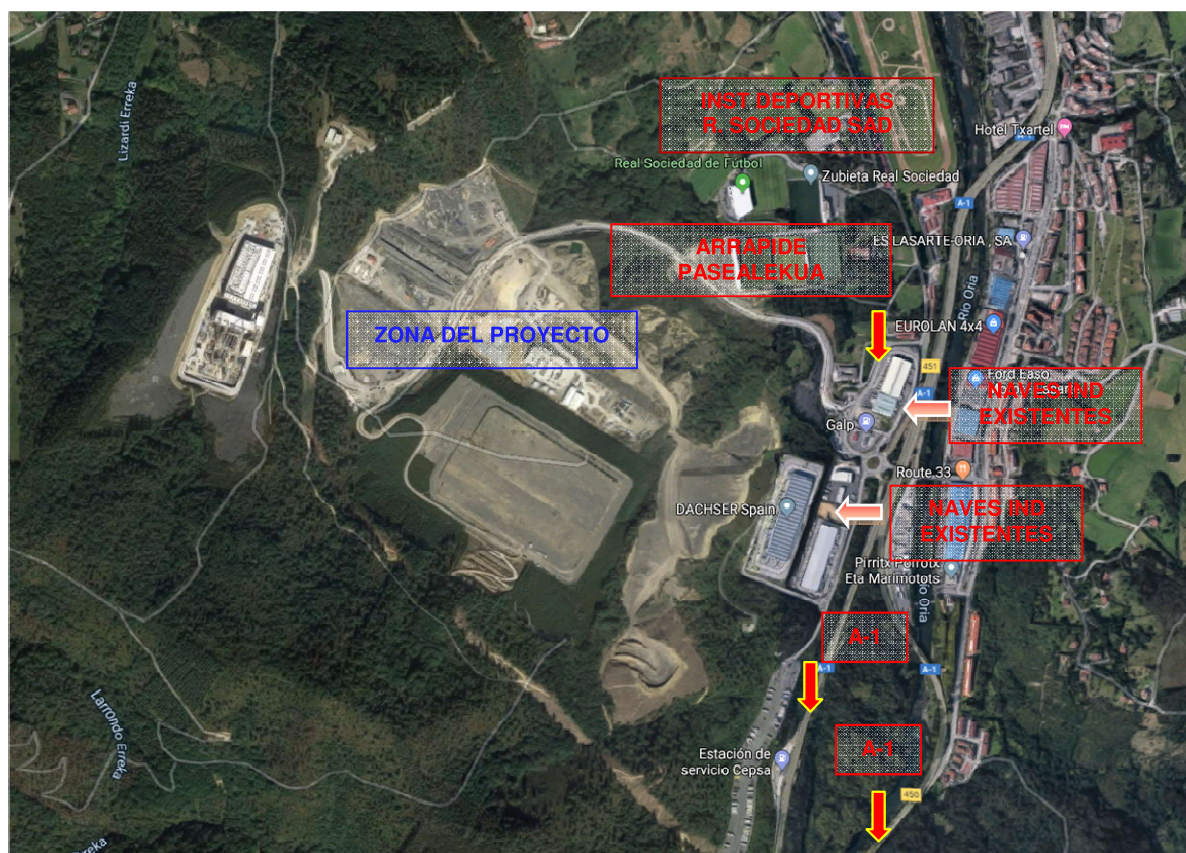 Lizardi Erreka
INST DEPORTIVAS
R. SOCIEDAD SAD
Hotel Txartel
A-1
Real Sociedad de Fútbol
Zubieta Real Sociedad
A-1
ARRAPIDE
PASEALEKUA
ES LASARTE-ORIA , SA
Rio Oria
ZONA DEL PROYECTO
EUROLAN 4x4
451
Ford Easo
A-1
NAVES IND
EXISTENTES
Galp
Route 33
DACHSER Spain
NAVES IND
EXISTENTES
Pirritx Porrotx
Eta Marimotots
Rio Oria
A-1
A-1
A-1
Larrondo Erreka
A-1
Estación de
servicio Cepsa
450